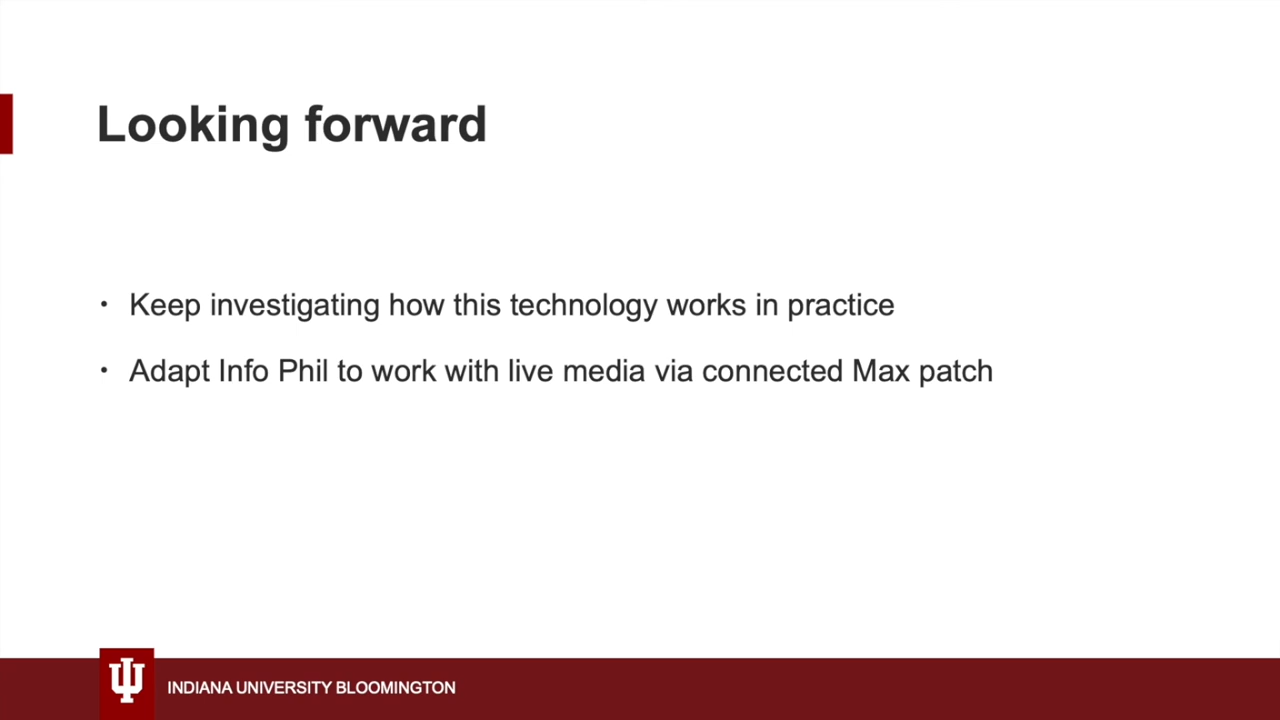 Looking forward
• Keep investigating how this technology works in practice
• Adapt Info Phil to work with live media via connected Max patch
INDIANA UNIVERSITY BLOOMINGTON